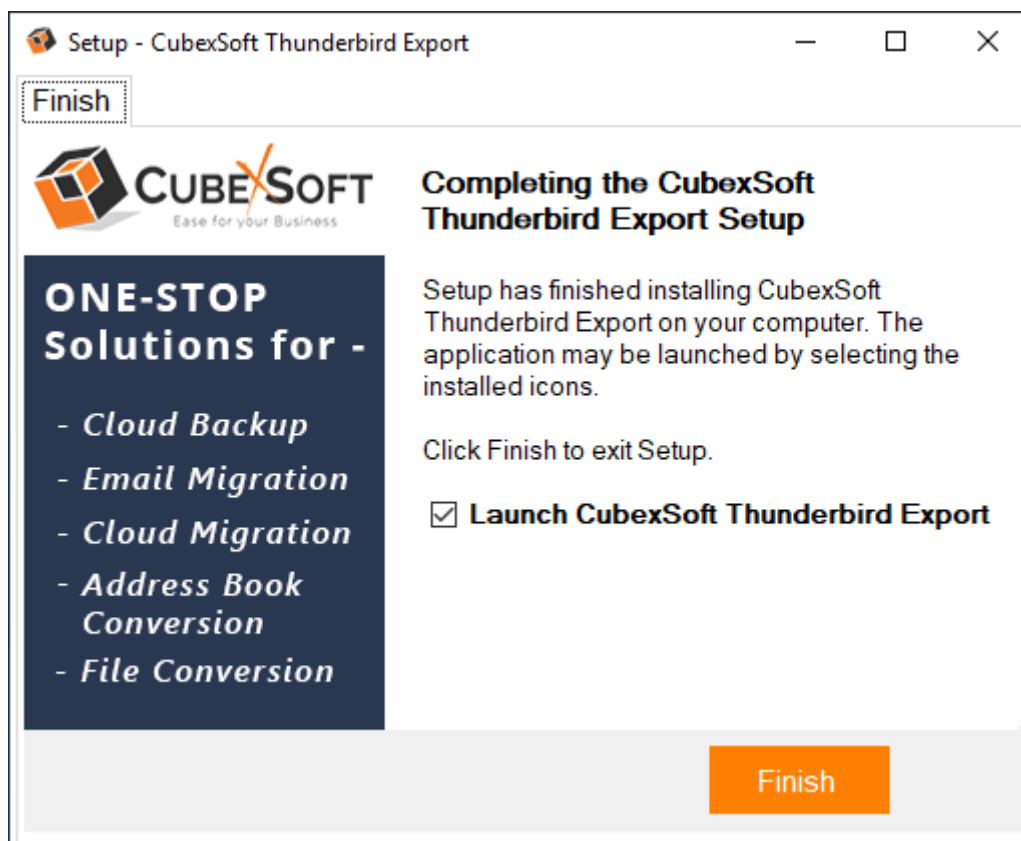 Setup - CubexSoft Thunderbird Export
Finish
CUBEXSOFT
Ease for your Business
Completing the CubexSoft
Thunderbird Export Setup
ONE-STOP
Solutions for -
- Cloud Backup
- Email Migration
- Cloud Migration
- Address Book
Conversion
- File Conversion
Setup has finished installing CubexSoft
Thunderbird Export on your computer. The
application may be launched by selecting the
installed icons.
Click Finish to exit Setup.
Launch CubexSoft Thunderbird Export
Finish